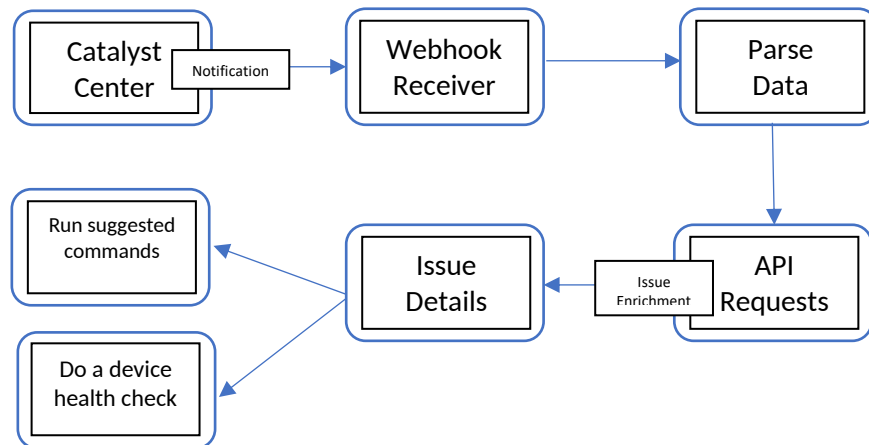 Catalyst
Center
Notification
Webhook
Receiver
Parse
Data
Run suggested
commands
Issue
Details
Issue
Enrichment
API
Requests
Do a device
health check